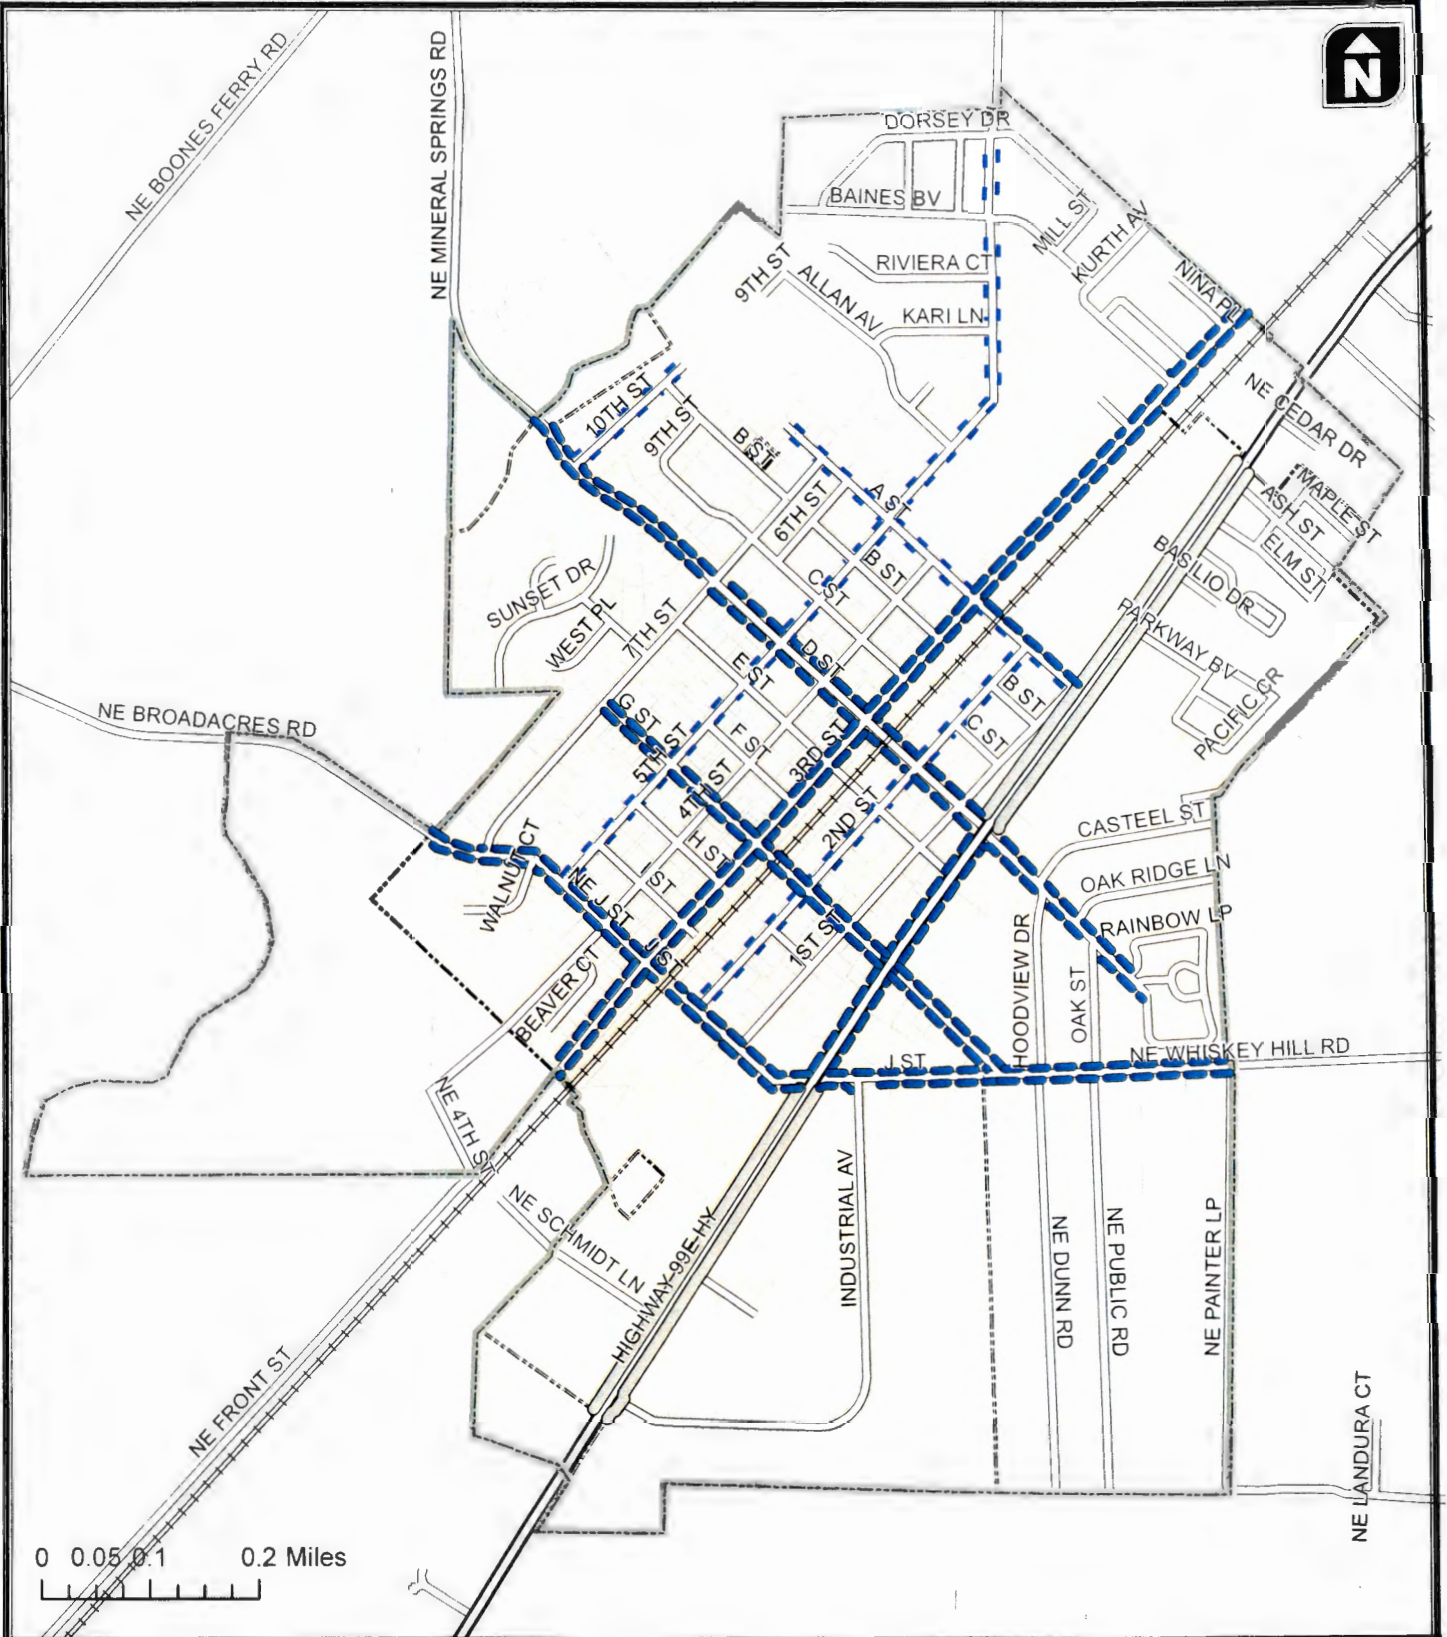 N
NE BOONES FERRY RD
NE MINERAL SPRINGS RD
DORSEY DR
BAINES BV
MILL ST
KURTH AV
RIVIERA CT
9TH ST
ALLAN AV
NINA PL
KARI LN
10TH ST
9TH ST
B ST
NE CEDAR DR
A ST
MAPLE ST
ASH ST
6TH ST
ELM ST
B ST
BASILIO DR
SUNSET DR
C ST
PARKWAY BV
WEST PL
7TH ST
D ST
E ST
B ST
PACIFIC CR
G ST
NE BROADACRES RD
F ST
C ST
5TH ST
3RD ST
4TH ST
2ND ST
CASTEEL ST
H ST
WALNUT CT
OAK RIDGE LN
I ST
NE J ST
RAINBOW LP
1ST ST
J ST
BEAVER CT
HOODVIEW DR
OAK ST
J ST
NE WHISKEY HILL RD
NE 4TH ST
NE SCHMIDT LN
INDUSTRIAL AV
HIGHWAY 99E HY
NE DUNN RD
NE PUBLIC RD
NE PAINTER LP
NE FRONT ST
NE LANDURA CT
0 0.05 0.1 0.2 Miles